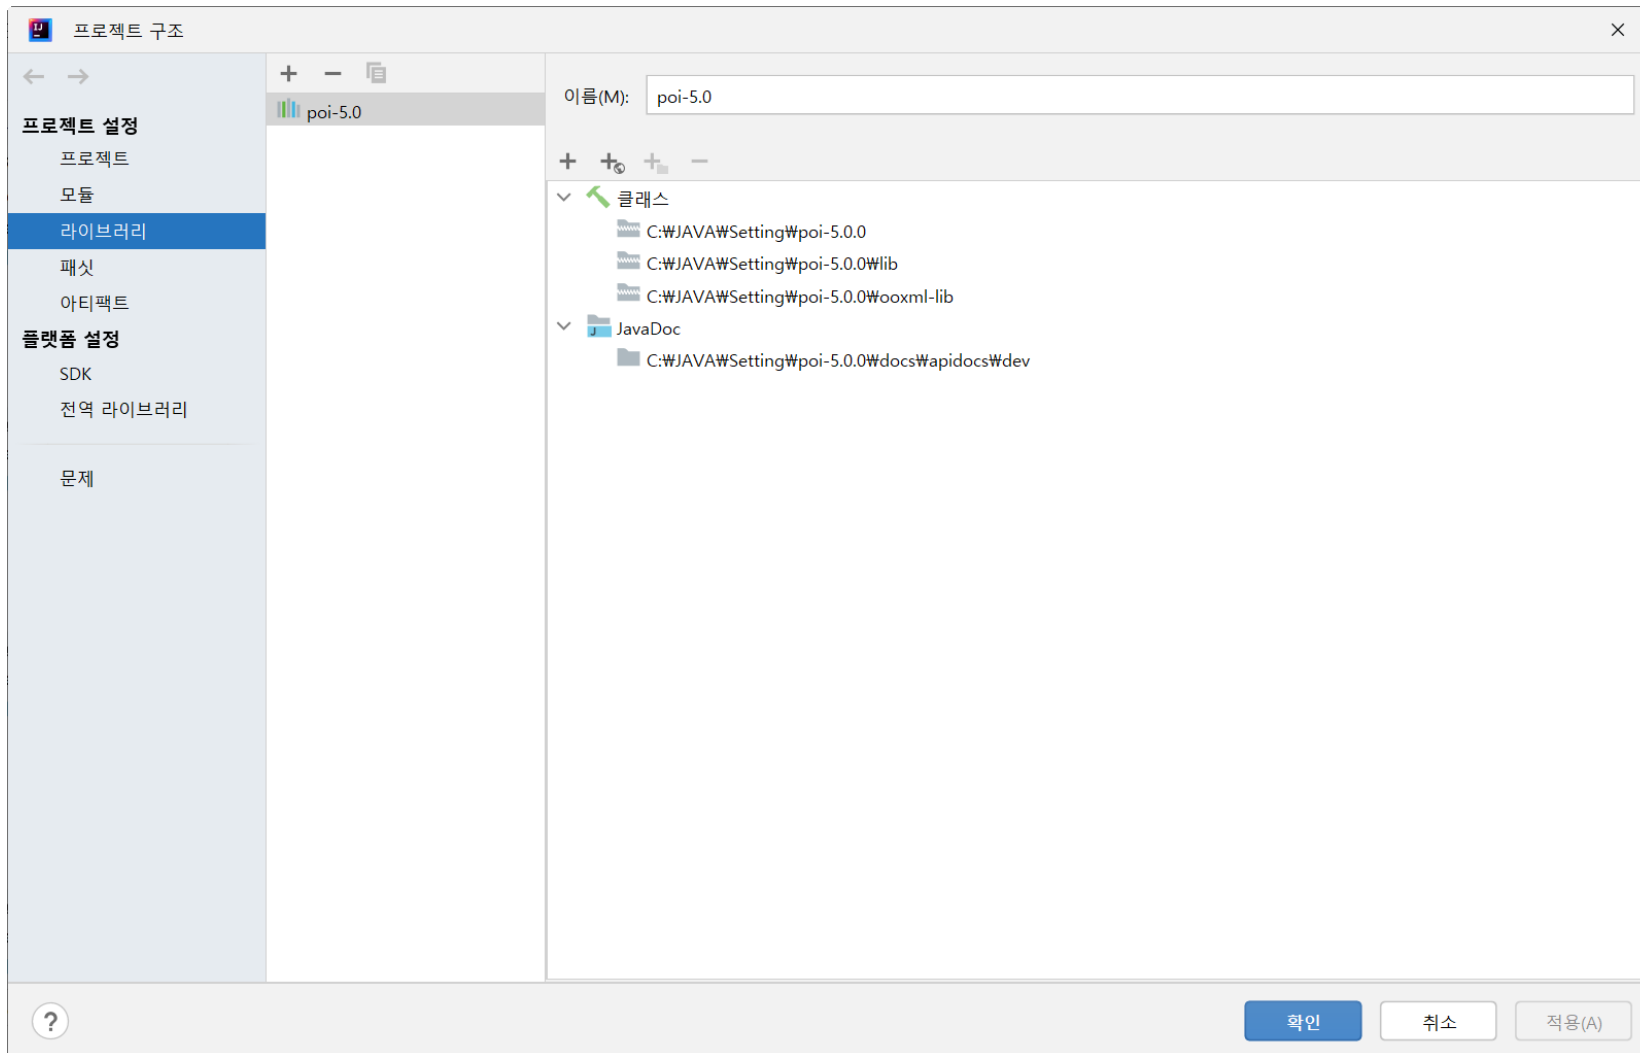 프로젝트 구조
프로젝트 설정
프로젝트
모듈
라이브러리
패싯
아티팩트
플랫폼 설정
SDK
전역 라이브러리
문제
poi-5.0
이름(M): poi-5.0
클래스
C:₩JAVA₩Setting₩poi-5.0.0
C:₩JAVA₩Setting₩poi-5.0.0₩lib
C:₩JAVA₩Setting₩poi-5.0.0₩ooxml-lib
JavaDoc
C:₩JAVA₩Setting₩poi-5.0.0₩docs₩apidocs₩dev
? 확인 취소 적용(A)